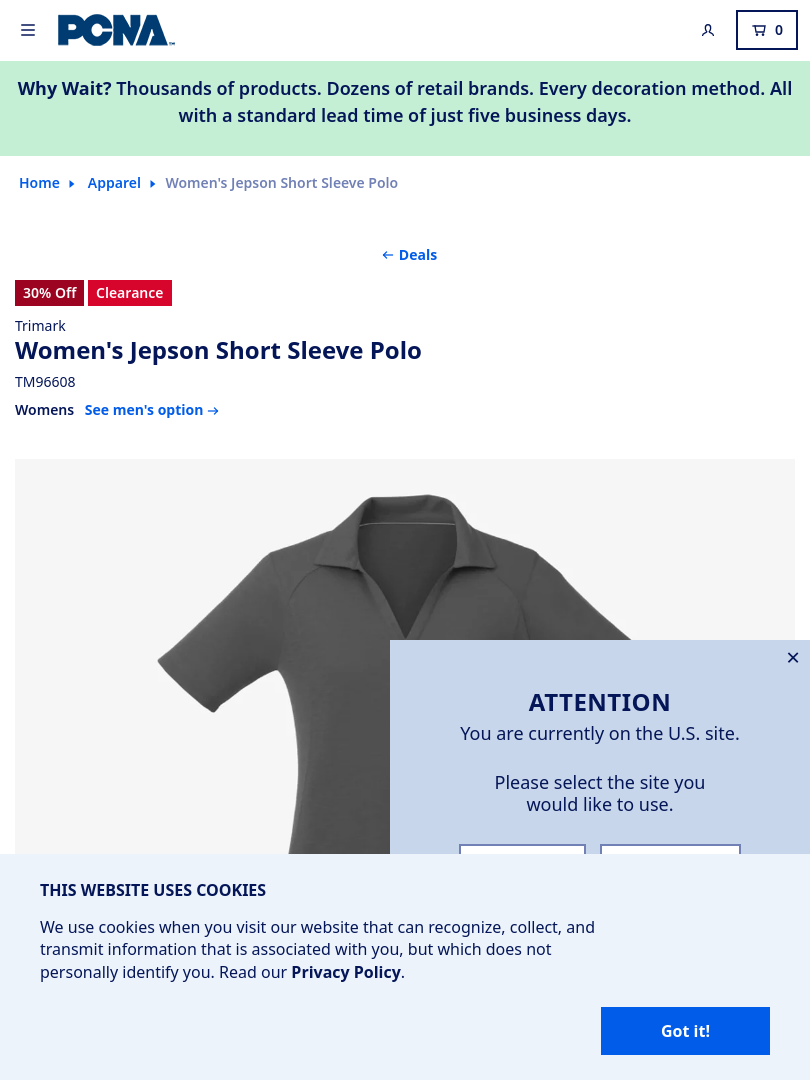 PCNA
0
Why Wait? Thousands of products. Dozens of retail brands. Every decoration method. All
with a standard lead time of just five business days.
Home Apparel Women's Jepson Short Sleeve Polo
← Deals
30% Off Clearance
Trimark
Women's Jepson Short Sleeve Polo
TM96608
Womens See men's option →
ATTENTION
You are currently on the U.S. site.
Please select the site you
would like to use.
THIS WEBSITE USES COOKIES
We use cookies when you visit our website that can recognize, collect, and
transmit information that is associated with you, but which does not
personally identify you. Read our Privacy Policy.
Got it!